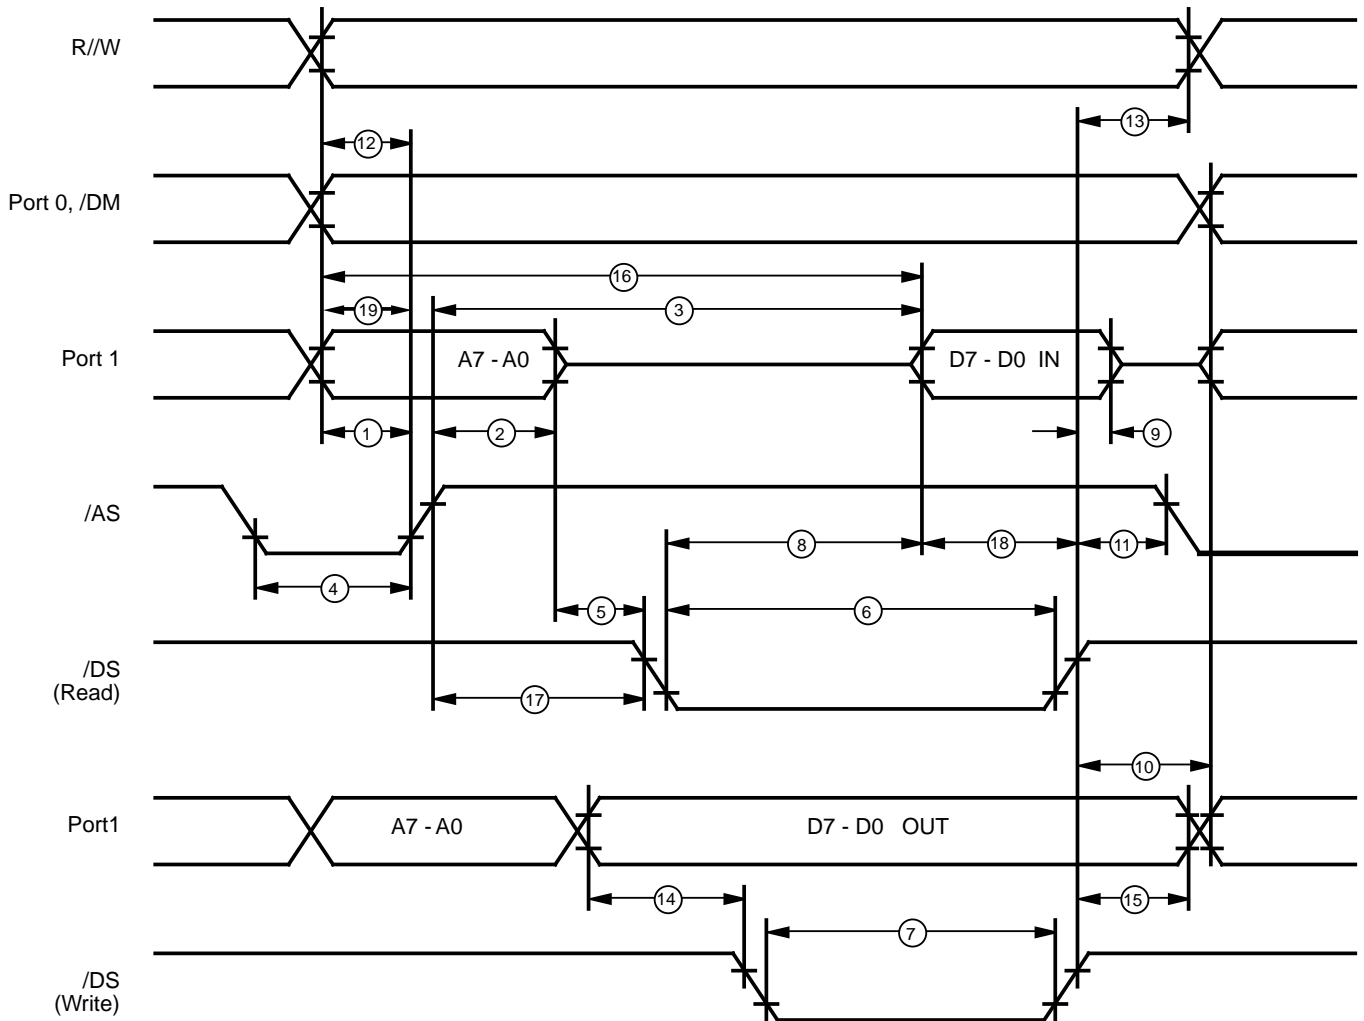 R//W
13
12
Port 0, /DM
16
19
3
Port 1
A7 - A0
D7 - D0 IN
1
2
9
/AS
8
18
11
4
5
6
/DS
(Read)
17
10
Port1
A7 - A0
D7 - D0 OUT
14
15
7
/DS
(Write)